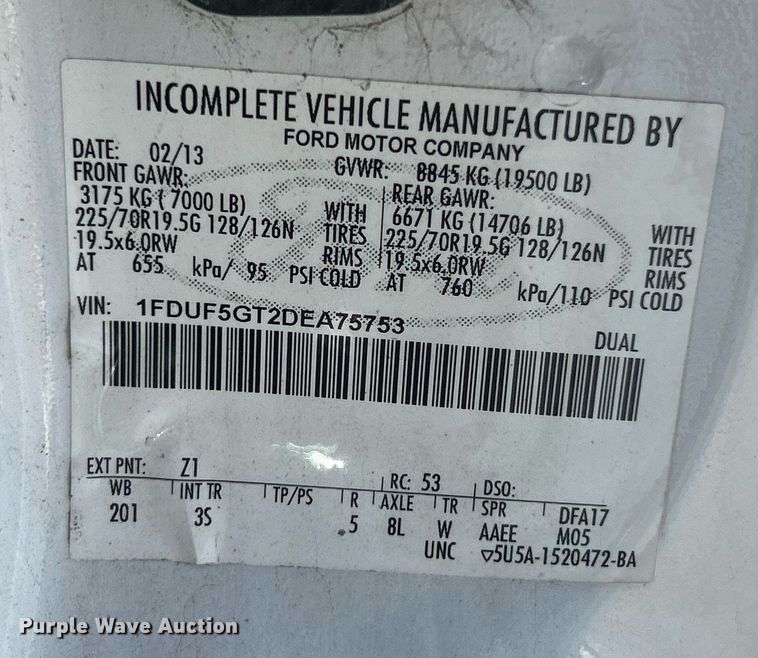 INCOMPLETE VEHICLE MANUFACTURED BY
FORD MOTOR COMPANY
DATE: 02/13 GVWR: 8845 KG (19500 LB)
FRONT GAWR: REAR GAWR:
3175 KG ( 7000 LB) WITH 6671 KG (14706 LB) WITH
225/70R19.5G 128/126N TIRES 225/70R19.5G 128/126N TIRES
19.5x6.0RW RIMS 19.5x6.0RW RIMS
AT 655 kPa/ 95 PSI COLD AT 760 kPa/110 PSI COLD
VIN: 1FDUF5GT2DEA75753
DUAL
EXT PNT: Z1 RC: 53 DSO:
WB INT TR TP/PS R AXLE TR SPR DFA17
201 3S .5 8L W AAEE M05
UNC ▽5U5A-1520472-BA
Purple Wave Auction